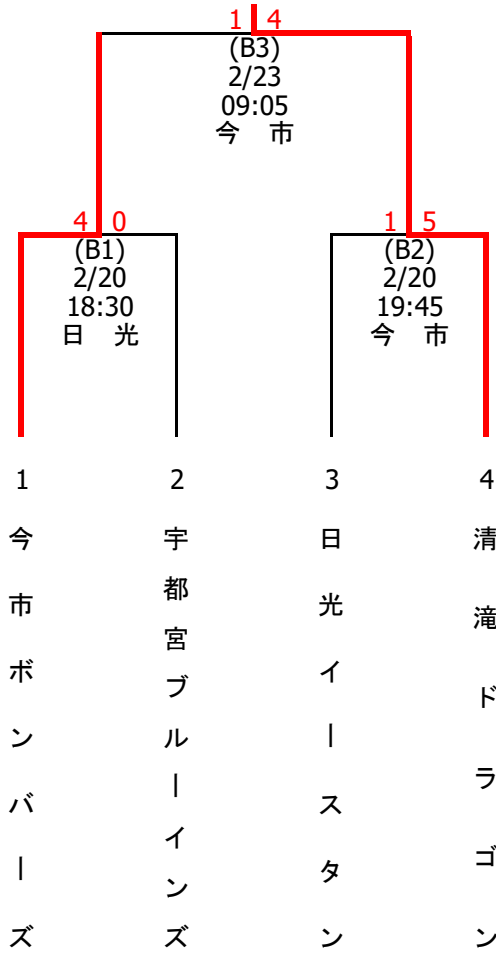 1 4
(B3)
2/23
09:05
今 市
4 0
(B1)
2/20
18:30
日 光
1 5
(B2)
2/20
19:45
今 市
1
2
3
4
今市ボンバーズ
宇都宮ブルーインズ
日光イースタン
清滝ドラゴン